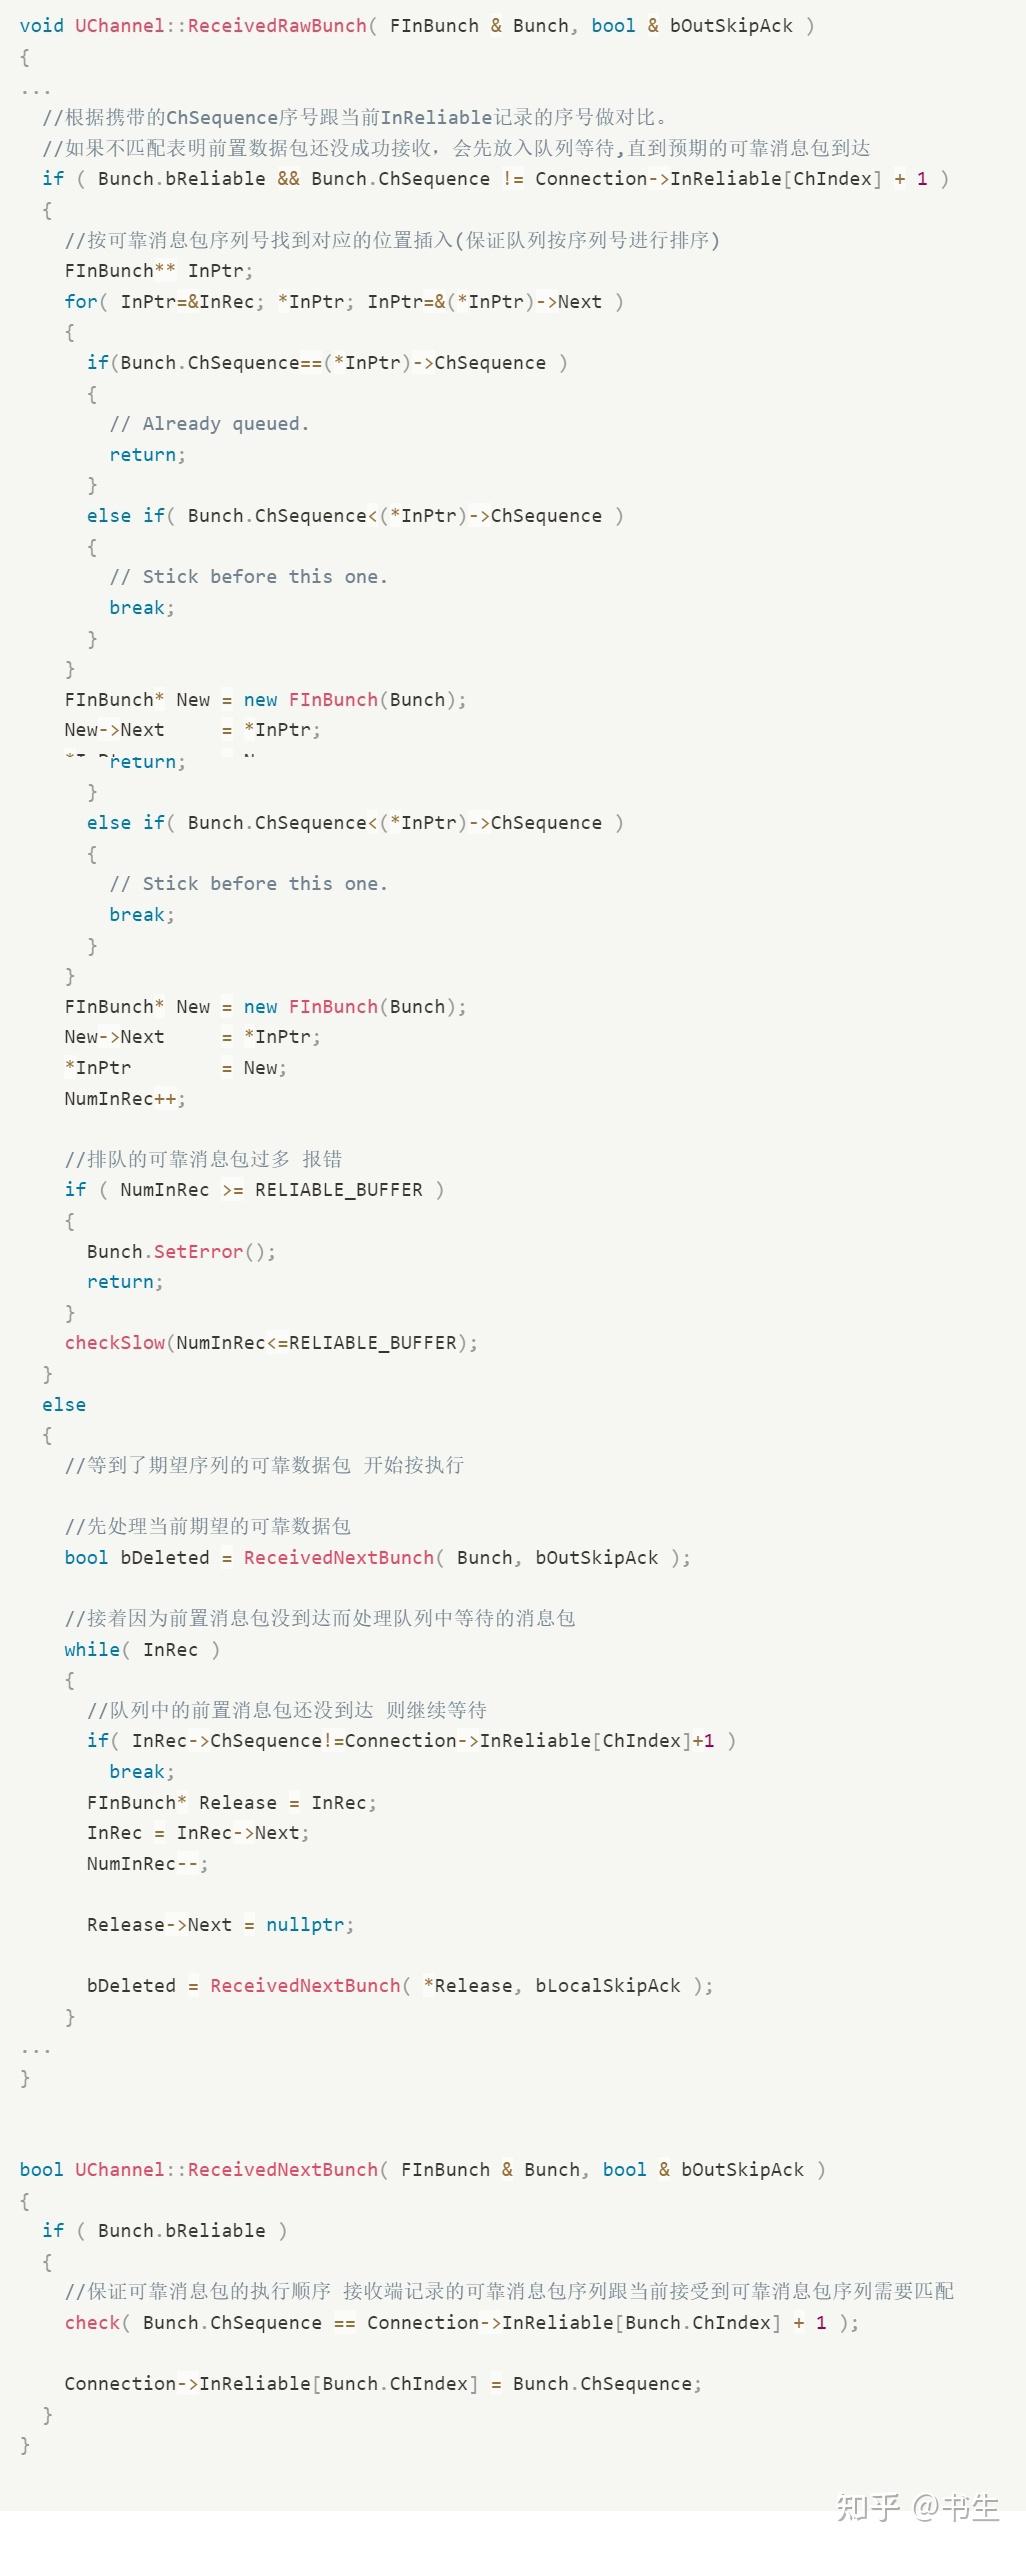 void UChannel::ReceivedRawBunch( FInBunch & Bunch, bool & bOutSkipAck )
{
...
  //根据携带的ChSequence序号跟当前InReliable记录的序号做对比。
  //如果不匹配表明前置数据包还没成功接收，会先放入队列等待,直到预期的可靠消息包到达
  if ( Bunch.bReliable && Bunch.ChSequence != Connection->InReliable[ChIndex] + 1 )
  {
    //按可靠消息包序列号找到对应的位置插入(保证队列按序列号进行排序)
    FInBunch** InPtr;
    for( InPtr=&InRec; *InPtr; InPtr=&(*InPtr)->Next )
    {
      if(Bunch.ChSequence==(*InPtr)->ChSequence )
      {
        // Already queued.
        return;
      }
      else if( Bunch.ChSequence<(*InPtr)->ChSequence )
      {
        // Stick before this one.
        break;
      }
    }
    FInBunch* New = new FInBunch(Bunch);
    New->Next     = *InPtr;
        return;
      }
      else if( Bunch.ChSequence<(*InPtr)->ChSequence )
      {
        // Stick before this one.
        break;
      }
    }
    FInBunch* New = new FInBunch(Bunch);
    New->Next     = *InPtr;
    *InPtr        = New;
    NumInRec++;

    //排队的可靠消息包过多 报错
    if ( NumInRec >= RELIABLE_BUFFER )
    {
      Bunch.SetError();
      return;
    }
    checkSlow(NumInRec<=RELIABLE_BUFFER);
  }
  else
  {
    //等到了期望序列的可靠数据包 开始按执行

    //先处理当前期望的可靠数据包
    bool bDeleted = ReceivedNextBunch( Bunch, bOutSkipAck );

    //接着因为前置消息包没到达而处理队列中等待的消息包
    while( InRec )
    {
      //队列中的前置消息包还没到达 则继续等待
      if( InRec->ChSequence!=Connection->InReliable[ChIndex]+1 )
        break;
      FInBunch* Release = InRec;
      InRec = InRec->Next;
      NumInRec--;

      Release->Next = nullptr;

      bDeleted = ReceivedNextBunch( *Release, bLocalSkipAck );
    }
...
}


bool UChannel::ReceivedNextBunch( FInBunch & Bunch, bool & bOutSkipAck )
{
  if ( Bunch.bReliable )
  {
    //保证可靠消息包的执行顺序 接收端记录的可靠消息包序列跟当前接受到可靠消息包序列需要匹配
    check( Bunch.ChSequence == Connection->InReliable[Bunch.ChIndex] + 1 );

    Connection->InReliable[Bunch.ChIndex] = Bunch.ChSequence;
  }
}
知乎 @书生